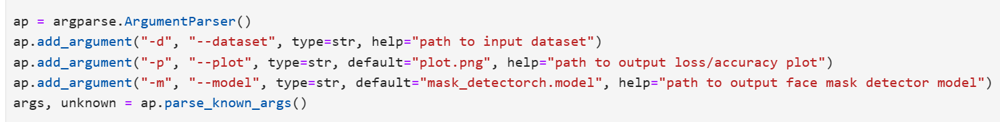 ap = argparse.ArgumentParser()
ap.add_argument("-d", "--dataset", type=str, help="path to input dataset")
ap.add_argument("-p", "--plot", type=str, default="plot.png", help="path to output loss/accuracy plot")
ap.add_argument("-m", "--model", type=str, default="mask_detectorch.model", help="path to output face mask detector model")
args, unknown = ap.parse_known_args()